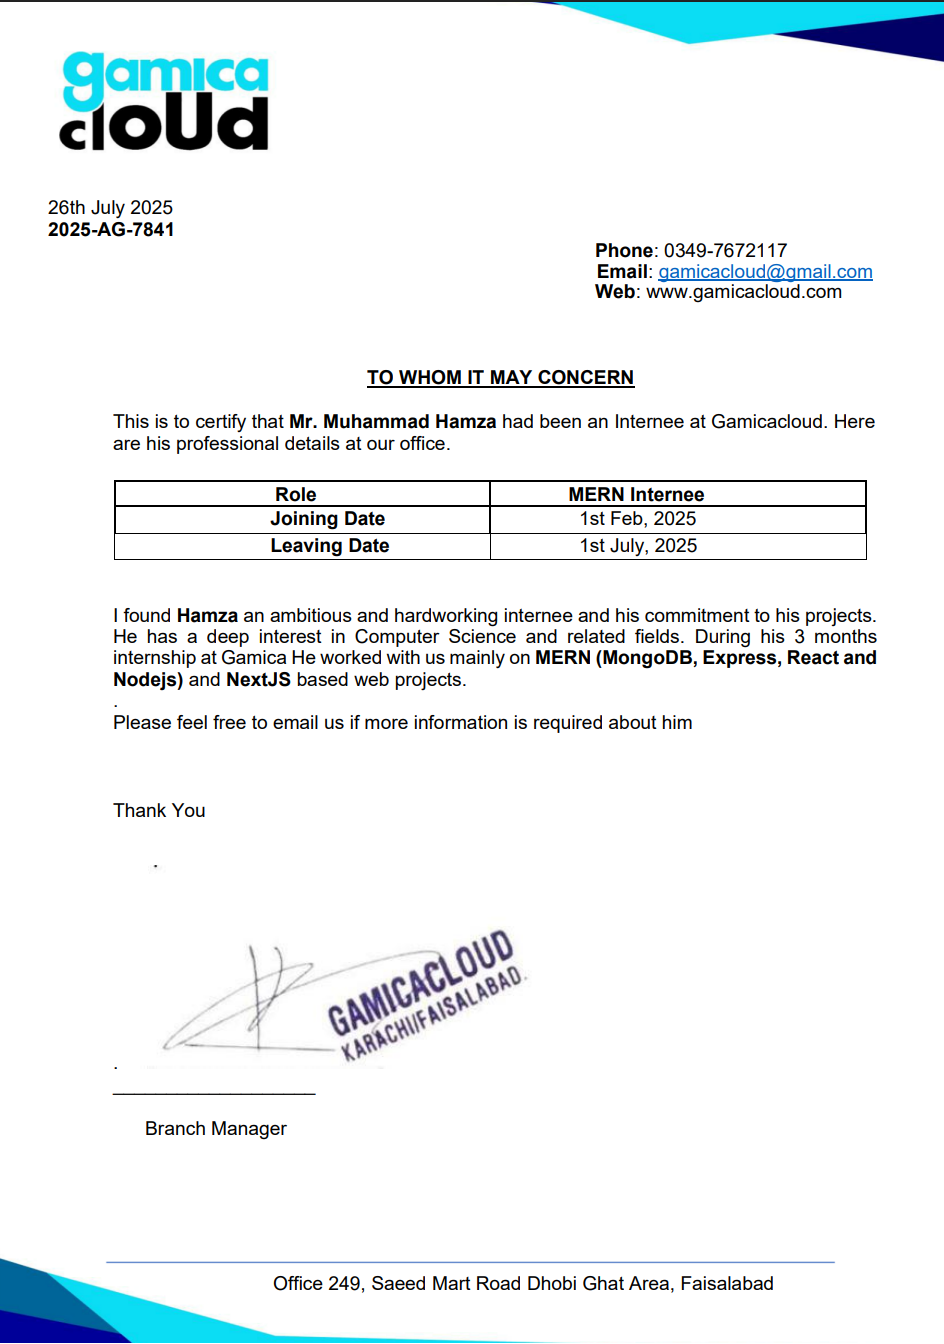 gamica
cloud
26th July 2025
2025-AG-7841
Phone: 0349-7672117
Email: gamicacloud@gmail.com
Web: www.gamicacloud.com
TO WHOM IT MAY CONCERN
This is to certify that Mr. Muhammad Hamza had been an Internee at Gamicacloud. Here
are his professional details at our office.
Role MERN Internee
Joining Date 1st Feb, 2025
Leaving Date 1st July, 2025
I found Hamza an ambitious and hardworking internee and his commitment to his projects.
He has a deep interest in Computer Science and related fields. During his 3 months
internship at Gamica He worked with us mainly on MERN (MongoDB, Express, React and
Nodejs) and NextJS based web projects.
.
Please feel free to email us if more information is required about him
Thank You
GAMICACLOUD
KARACHI/FAISALABAD.
Branch Manager
Office 249, Saeed Mart Road Dhobi Ghat Area, Faisalabad